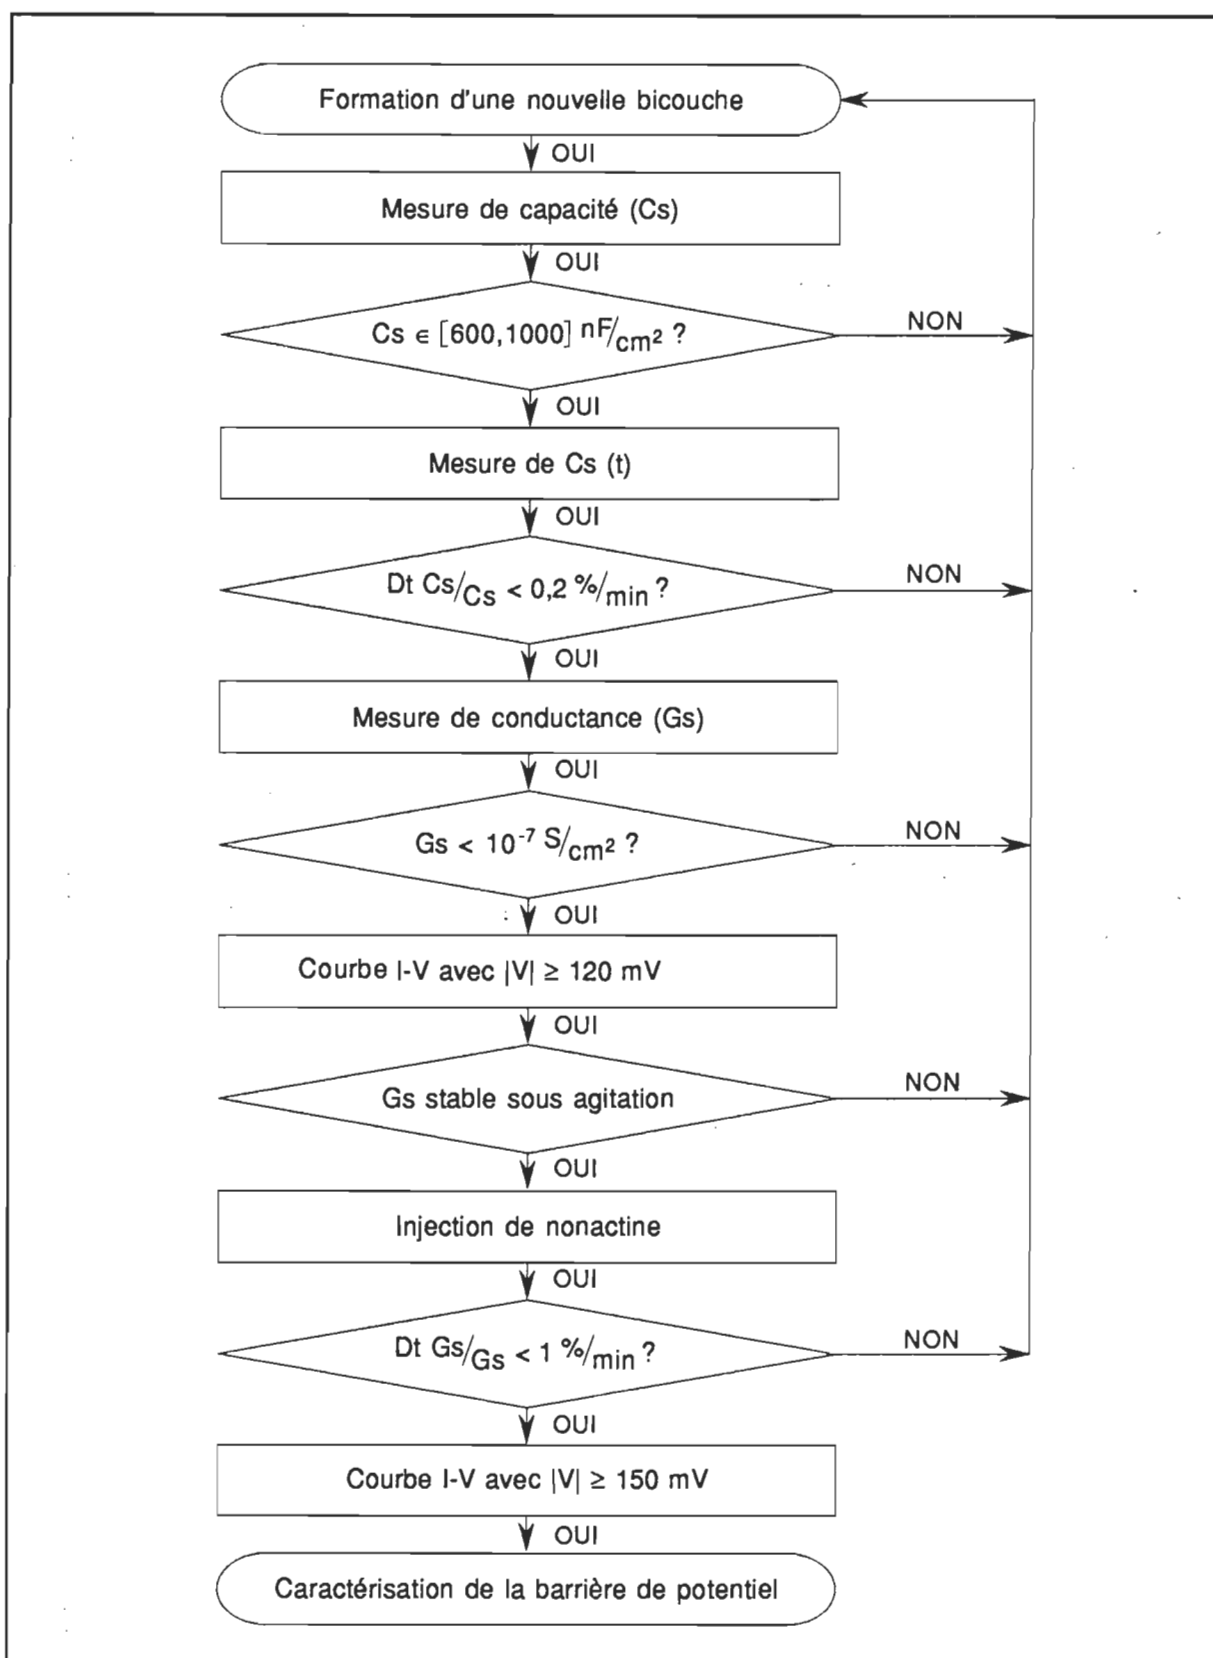 Formation d'une nouvelle bicouche
OUI
Mesure de capacité (Cs)
OUI
Cs ∈ [600,1000] nF/cm² ?
NON
OUI
Mesure de Cs (t)
OUI
Dt Cs/Cs < 0,2 %/min ?
NON
OUI
Mesure de conductance (Gs)
OUI
Gs < 10⁻⁷ S/cm² ?
NON
OUI
Courbe I-V avec |V| ≥ 120 mV
OUI
Gs stable sous agitation
NON
OUI
Injection de nonactine
OUI
Dt Gs/Gs < 1 %/min ?
NON
OUI
Courbe I-V avec |V| ≥ 150 mV
OUI
Caractérisation de la barrière de potentiel